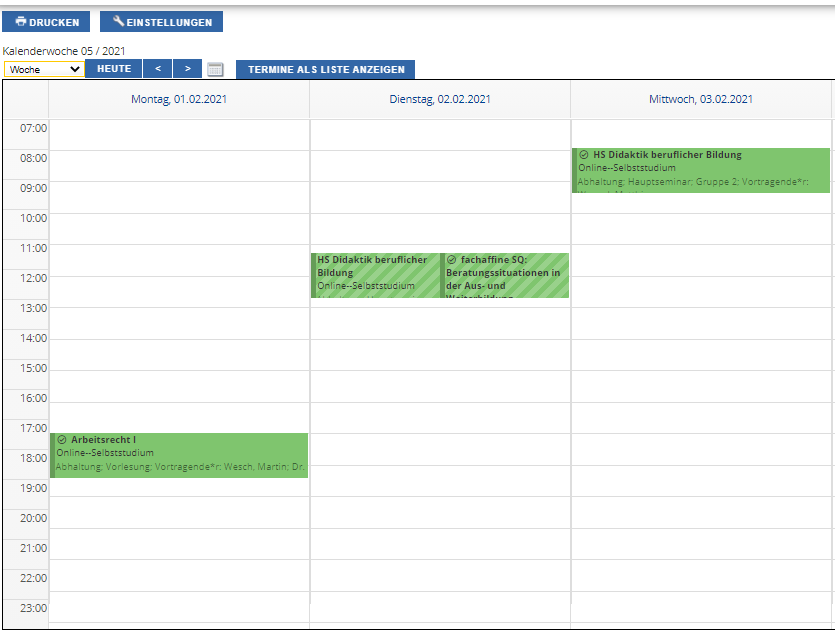 DRUCKEN EINSTELLUNGEN
Kalenderwoche 05 / 2021
Woche HEUTE < > TERMINE ALS LISTE ANZEIGEN
Montag, 01.02.2021 Dienstag, 02.02.2021 Mittwoch, 03.02.2021
07:00
08:00
HS Didaktik beruflicher Bildung
Online--Selbststudium
Abhaltung; Hauptseminar; Gruppe 2; Vortragende*r:
09:00
10:00
11:00
HS Didaktik beruflicher
Bildung
Online--Selbststudium
fachaffine SQ:
Beratungssituationen in
der Aus- und
Weiterbildung
12:00
13:00
14:00
15:00
16:00
17:00
Arbeitsrecht I
Online--Selbststudium
Abhaltung; Vorlesung; Vortragende*r: Wesch, Martin; Dr.
18:00
19:00
20:00
21:00
22:00
23:00